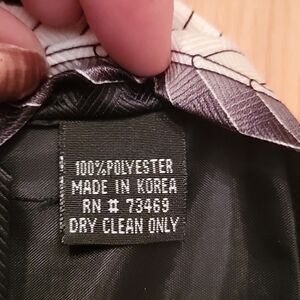 100%POLYESTER
MADE IN KOREA
RN # 73469
DRY CLEAN ONLY